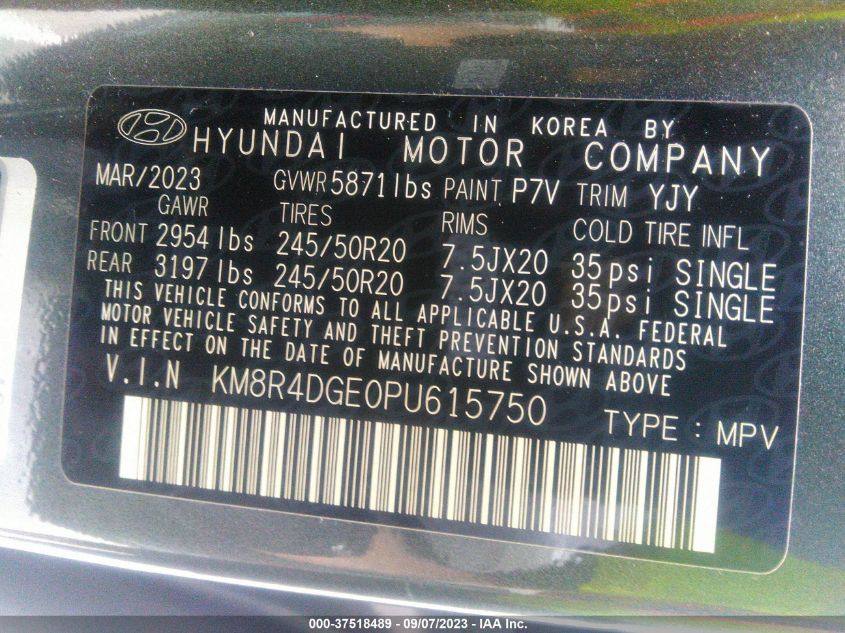 MANUFACTURED IN KOREA BY
HYUNDAI MOTOR COMPANY
MAR/2023 GVWR 5871lbs PAINT P7V TRIM YJY
GAWR TIRES RIMS COLD TIRE INFL
FRONT 2954 lbs 245/50R20 7.5JX20 35psi SINGLE
REAR 3197 lbs 245/50R20 7.5JX20 35psi SINGLE
THIS VEHICLE CONFORMS TO ALL APPLICABLE U.S.A. FEDERAL
MOTOR VEHICLE SAFETY AND THEFT PREVENTION STANDARDS
IN EFFECT ON THE DATE OF MANUFACTURE SHOWN ABOVE
V.I.N KM8R4DGE0PU615750
TYPE : MPV
000-37518489 - 09/07/2023 - IAA Inc.